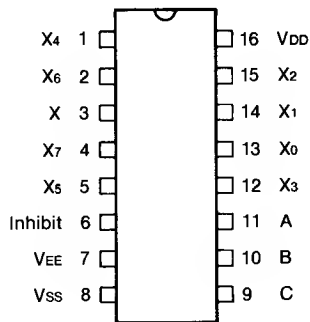 X4 1 16 VDD
X6 2 15 X2
X 3 14 X1
X7 4 13 X0
X5 5 12 X3
Inhibit 6 11 A
VEE 7 10 B
VSS 8 9 C